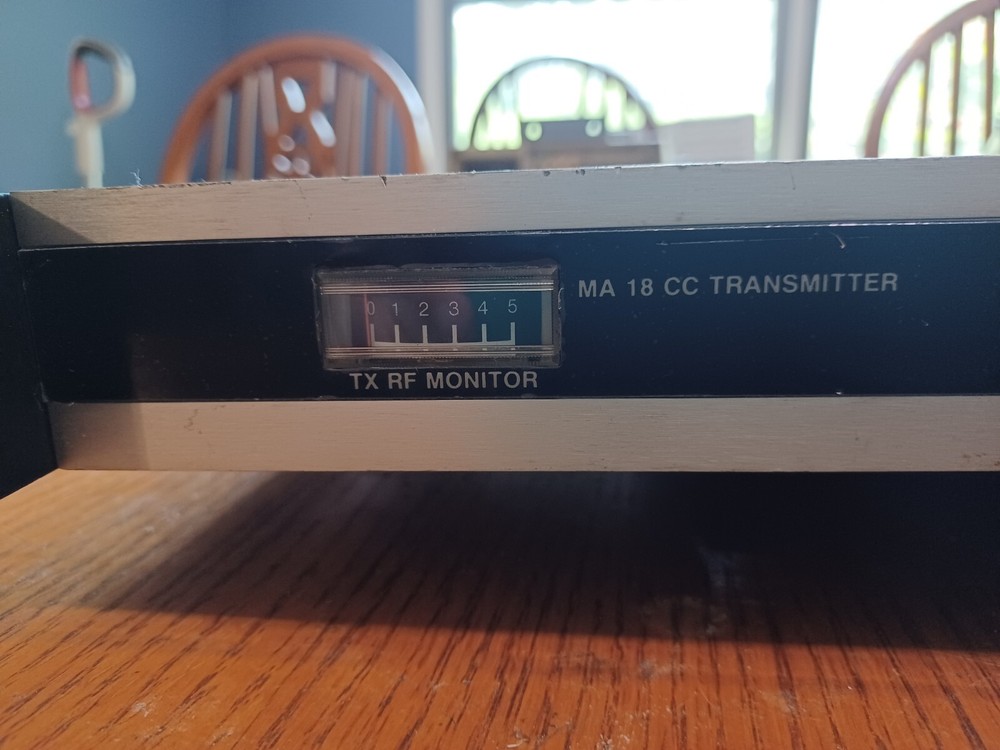 MA 18 CC TRANSMITTER
0 1 2 3 4 5
TX RF MONITOR